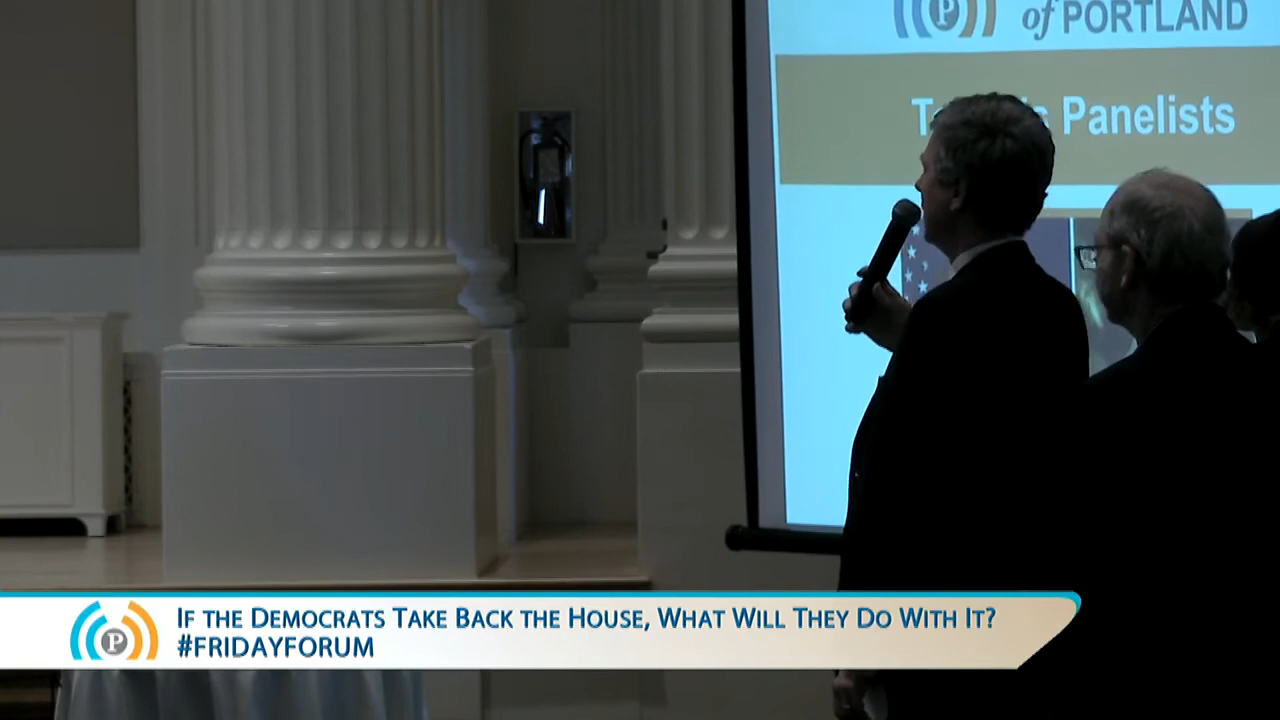 P
of PORTLAND
Panelists
P
IF THE DEMOCRATS TAKE BACK THE HOUSE, WHAT WILL THEY DO WITH IT?
#FRIDAYFORUM